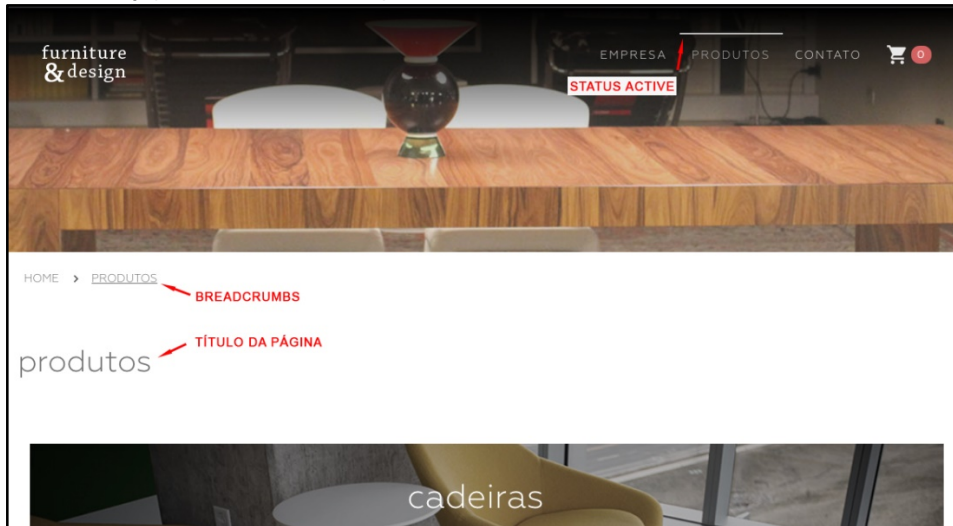 furniture
& design
EMPRESA PRODUTOS CONTATO 0
STATUS ACTIVE
HOME > PRODUTOS
BREADCRUMBS
TÍTULO DA PÁGINA
produtos
cadeiras